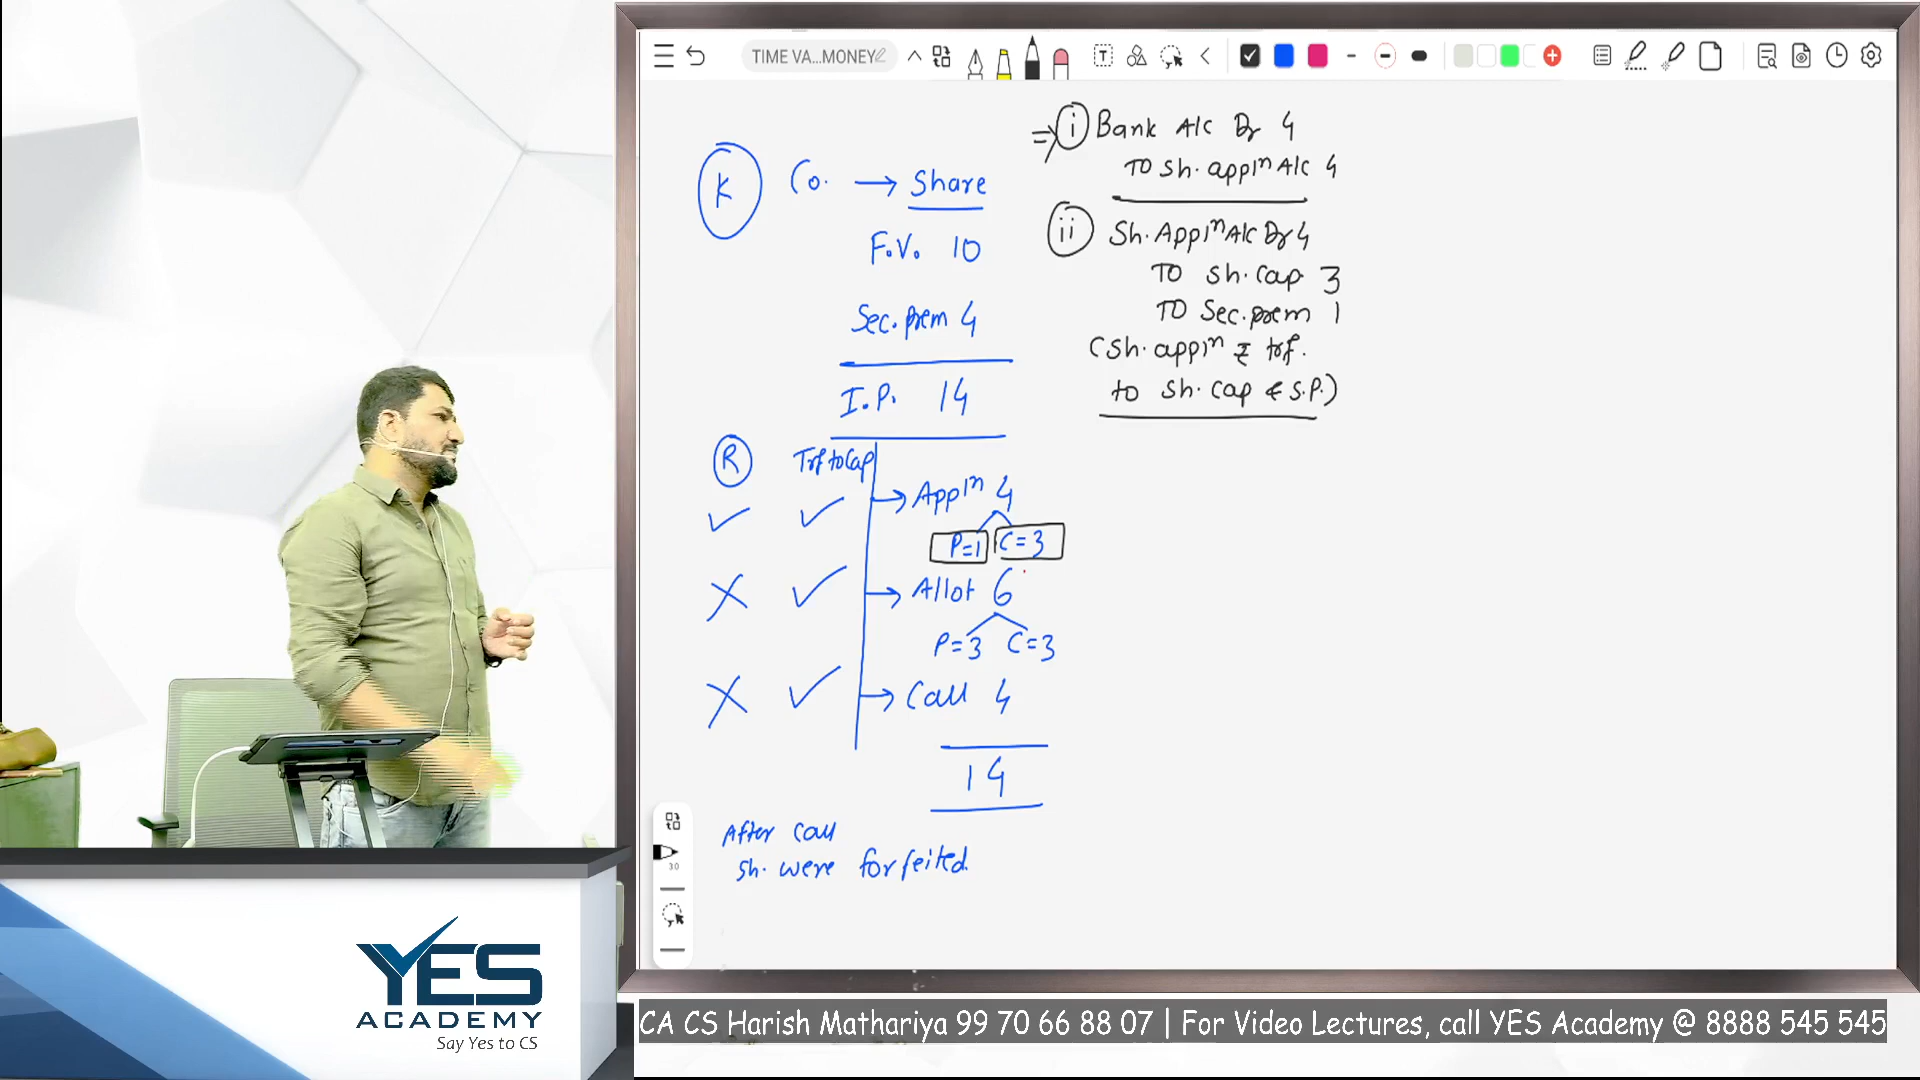 TIME VA...MONEY
K Co. → Share
F.V. 10
Sec. prem 4
I.P. 14
R Trf to Cap
→ Appln 4
P=1 C=3
→ Allot 6
P=3 C=3
→ Call 4
14
After call
sh. were forfeited.
⇒ i Bank A/c Dr 4
TO sh. appln A/c 4
ii Sh. Appln A/c Dr 4
TO sh. Cap 3
TO Sec. prem 1
(sh. appln ₹ trf.
to sh. cap & S.P.)
30
YES
ACADEMY
Say Yes to CS
CA CS Harish Mathariya 99 70 66 88 07 | For Video Lectures, call YES Academy @ 8888 545 545